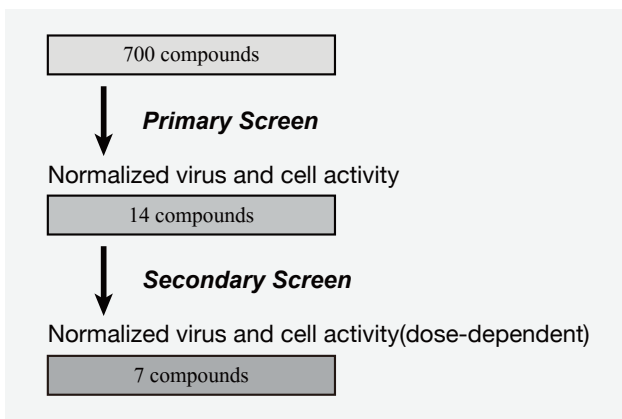 700 compounds
Primary Screen
Normalized virus and cell activity
14 compounds
Secondary Screen
Normalized virus and cell activity(dose-dependent)
7 compounds